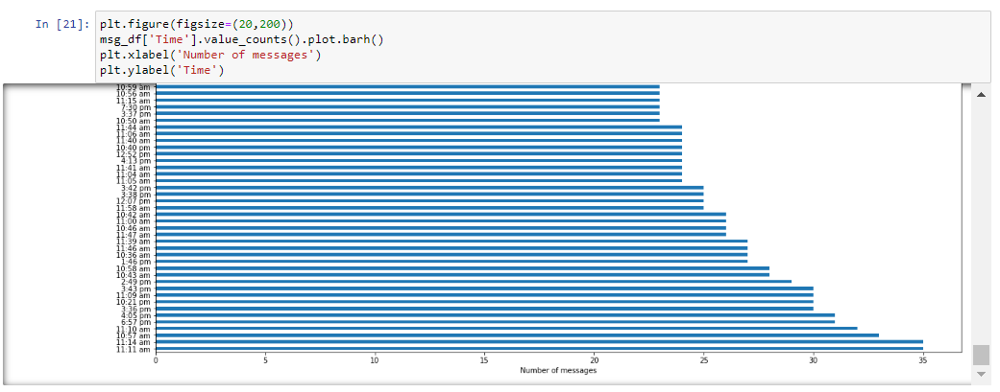 In [21]: plt.figure(figsize=(20,200))
msg_df['Time'].value_counts().plot.barh()
plt.xlabel('Number of messages')
plt.ylabel('Time')
10:59 am
10:56 am
11:15 am
7:30 pm
3:37 pm
10:50 am
11:44 am
11:06 am
11:40 am
10:40 pm
12:52 pm
4:13 pm
11:41 am
11:04 am
11:05 am
3:42 pm
3:38 pm
12:07 pm
11:58 am
10:42 am
11:00 am
10:46 am
11:47 am
11:39 am
11:46 am
10:36 am
1:46 pm
10:58 am
10:43 am
2:49 pm
3:43 pm
11:09 am
10:21 pm
3:36 pm
4:05 pm
6:57 pm
11:10 am
10:57 am
11:14 am
11:11 am
0 5 10 15 20 25 30 35
Number of messages